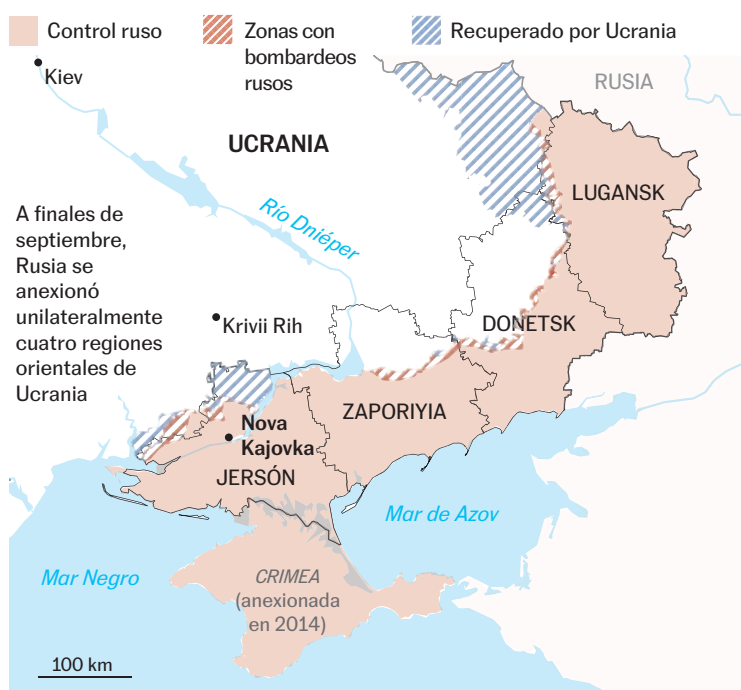 Control ruso
Zonas con
bombardeos
rusos
Recuperado por Ucrania
Kiev
RUSIA
UCRANIA
LUGANSK
A finales de
septiembre,
Rusia se
anexionó
unilateralmente
cuatro regiones
orientales de
Ucrania
Río Dniéper
Krivii Rih
DONETSK
ZAPORIYIA
Nova
Kajovka
JERSÓN
Mar de Azov
Mar Negro
CRIMEA
(anexionada
en 2014)
100 km